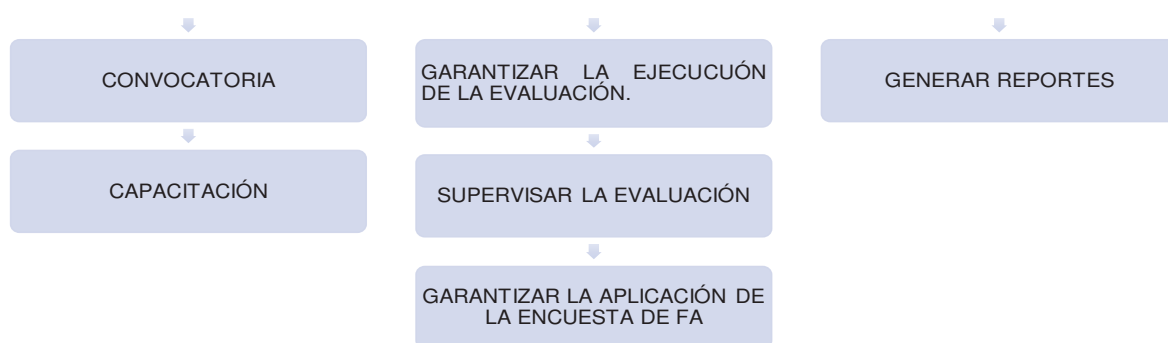 CONVOCATORIA
CAPACITACIÓN
GARANTIZAR LA EJECUCUÓN
DE LA EVALUACIÓN.
SUPERVISAR LA EVALUACIÓN
GARANTIZAR LA APLICACIÓN DE
LA ENCUESTA DE FA
GENERAR REPORTES